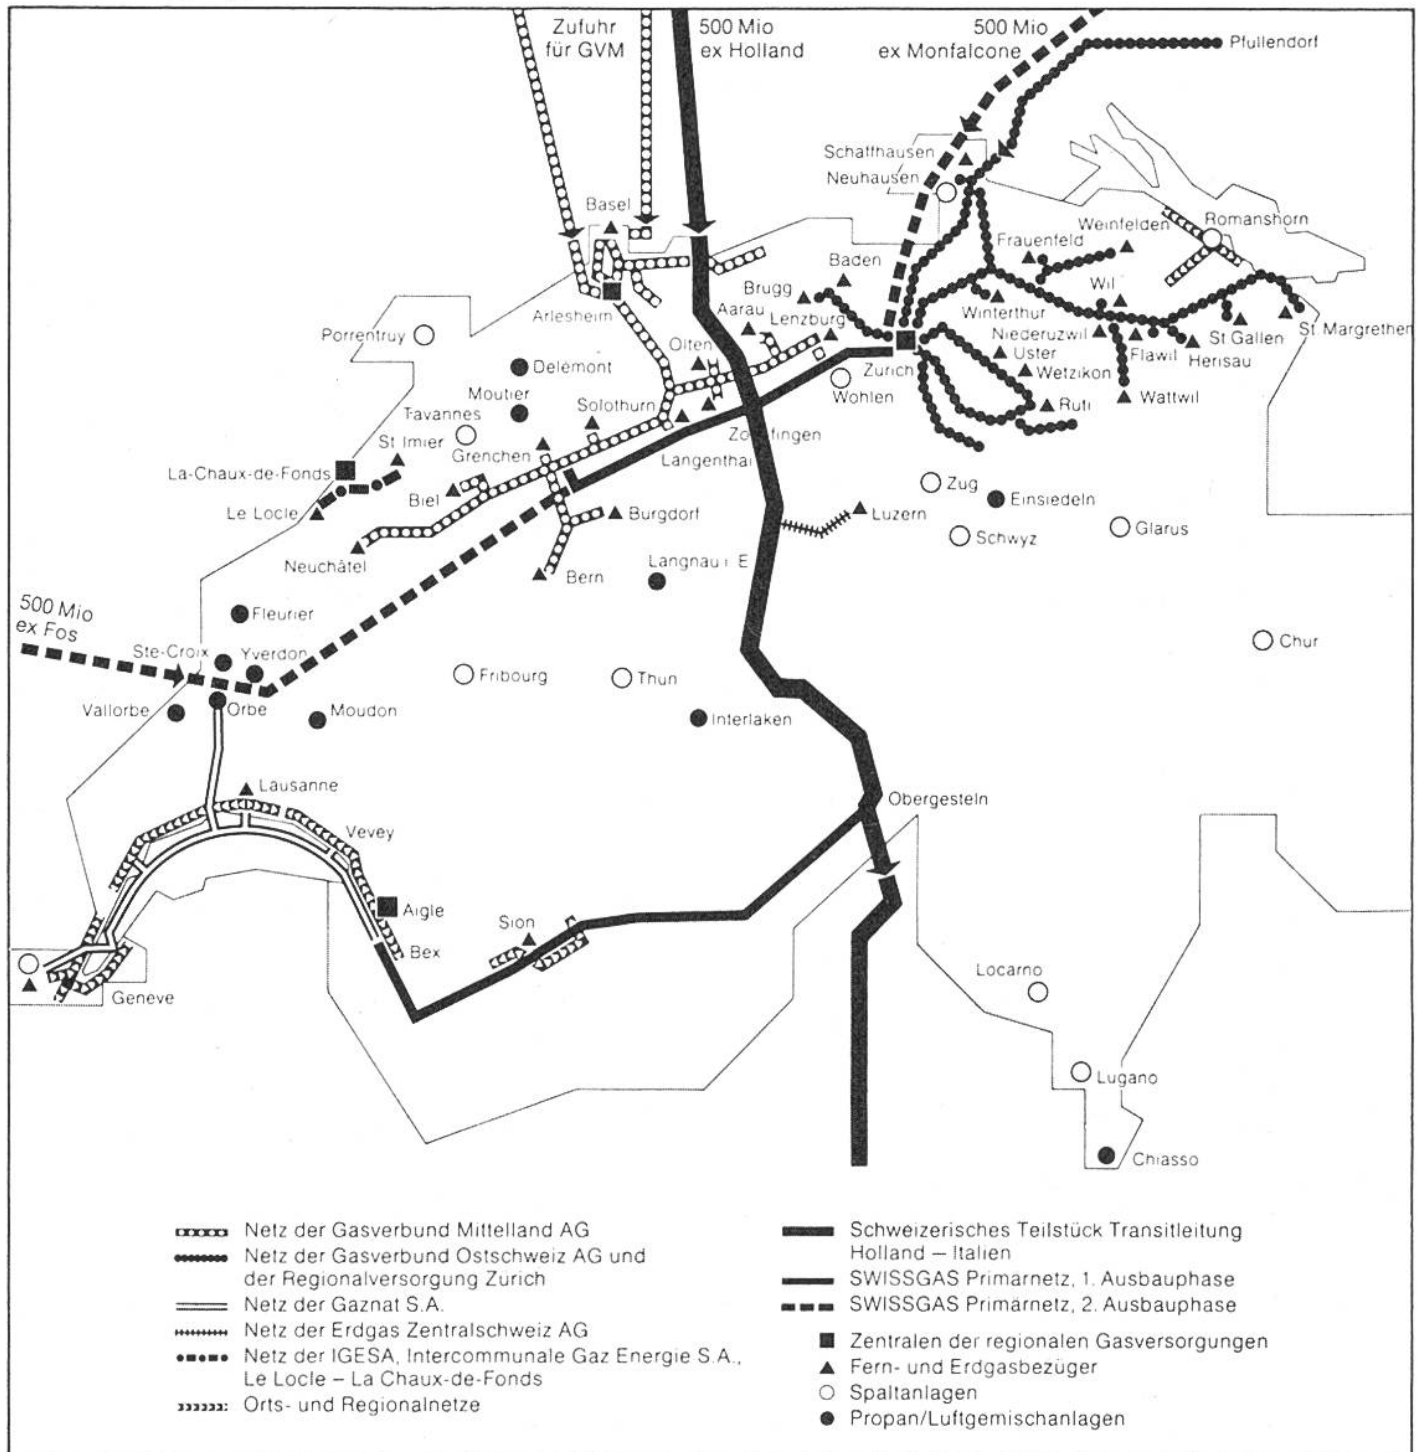 Zufuhr
für GVM
500 Mio
ex Holland
500 Mio
ex Monfalcone
Pfullendorf
Schaffhausen
Neuhausen
Basel
Weinfelden
Romanshorn
Frauenfeld
Baden
Brugg
Wil
Aarau
Lenzburg
Winterthur
Arlesheim
Niederuzwil
St Gallen
St Margrethen
Porrentruy
Olten
Uster
Flawil
Herisau
Delémont
Zürich
Wetzikon
Moutier
Wohlen
Wattwil
Tavannes
Solothurn
Rüti
St Imier
Zofingen
Grenchen
Langenthal
La-Chaux-de-Fonds
Zug
Biel
Einsiedeln
Le Locle
Burgdorf
Luzern
Glarus
Schwyz
Neuchâtel
Langnau i E
Bern
500 Mio
ex Fos
Fleurier
Ste-Croix
Yverdon
Chur
Fribourg
Thun
Vallorbe
Orbe
Moudon
Interlaken
Lausanne
Obergesteln
Vevey
Aigle
Sion
Bex
Locarno
Genève
Lugano
Chiasso
Netz der Gasverbund Mittelland AG
Netz der Gasverbund Ostschweiz AG und
der Regionalversorgung Zürich
Netz der Gaznat S.A.
Netz der Erdgas Zentralschweiz AG
Netz der IGESA, Intercommunale Gaz Energie S.A.,
Le Locle – La Chaux-de-Fonds
Orts- und Regionalnetze
Schweizerisches Teilstück Transitleitung
Holland – Italien
SWISSGAS Primärnetz, 1. Ausbauphase
SWISSGAS Primärnetz, 2. Ausbauphase
Zentralen der regionalen Gasversorgungen
Fern- und Erdgasbezüger
Spaltanlagen
Propan/Luftgemischanlagen